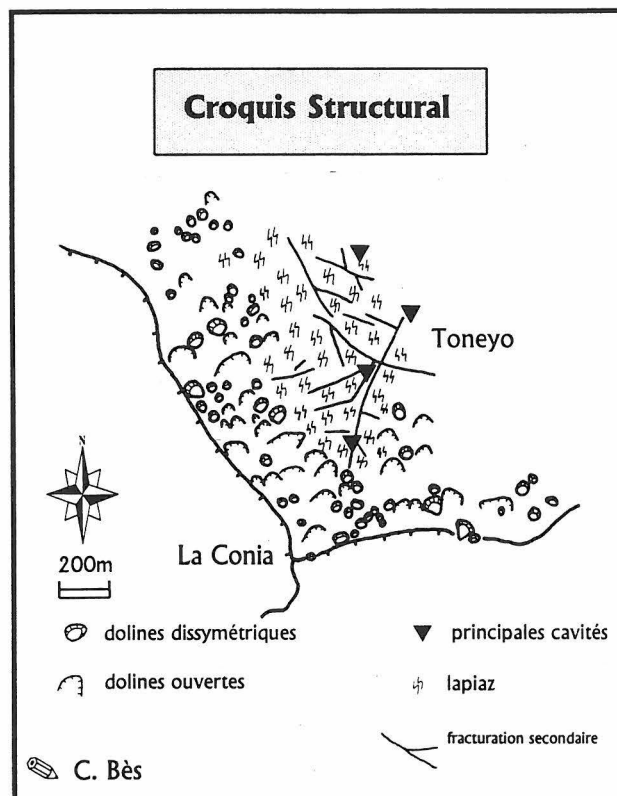 Croquis Structural
Toneyo
N
La Conia
200m
dolines dissymétriques
principales cavités
dolines ouvertes
lapiaz
fracturation secondaire
C. Bès